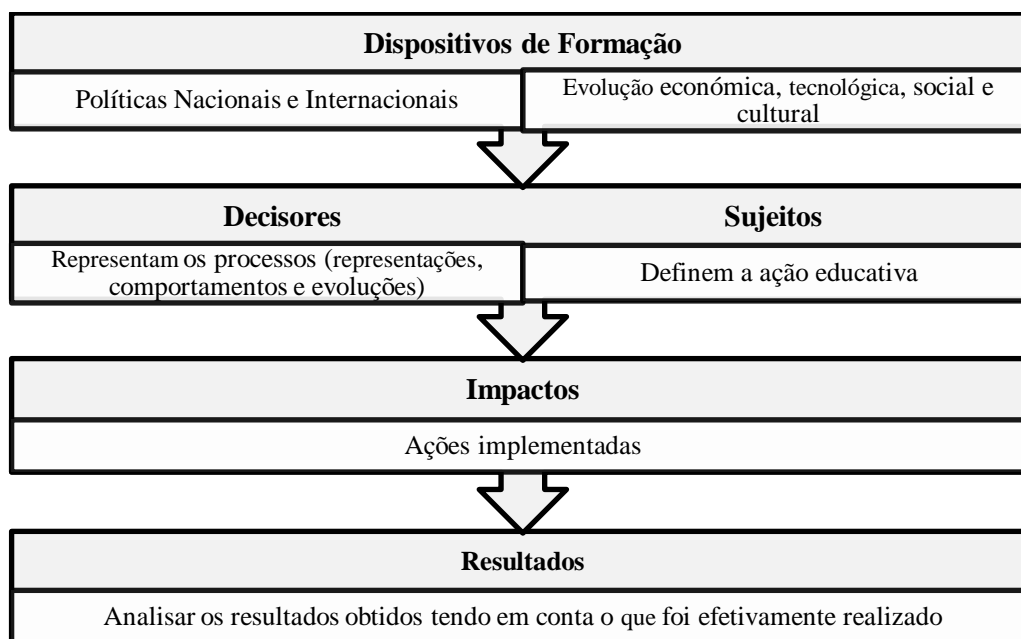 Dispositivos de Formação
Políticas Nacionais e Internacionais
Evolução económica, tecnológica, social e
cultural
Decisores
Sujeitos
Representam os processos (representações,
comportamentos e evoluções)
Definem a ação educativa
Impactos
Ações implementadas
Resultados
Analisar os resultados obtidos tendo em conta o que foi efetivamente realizado